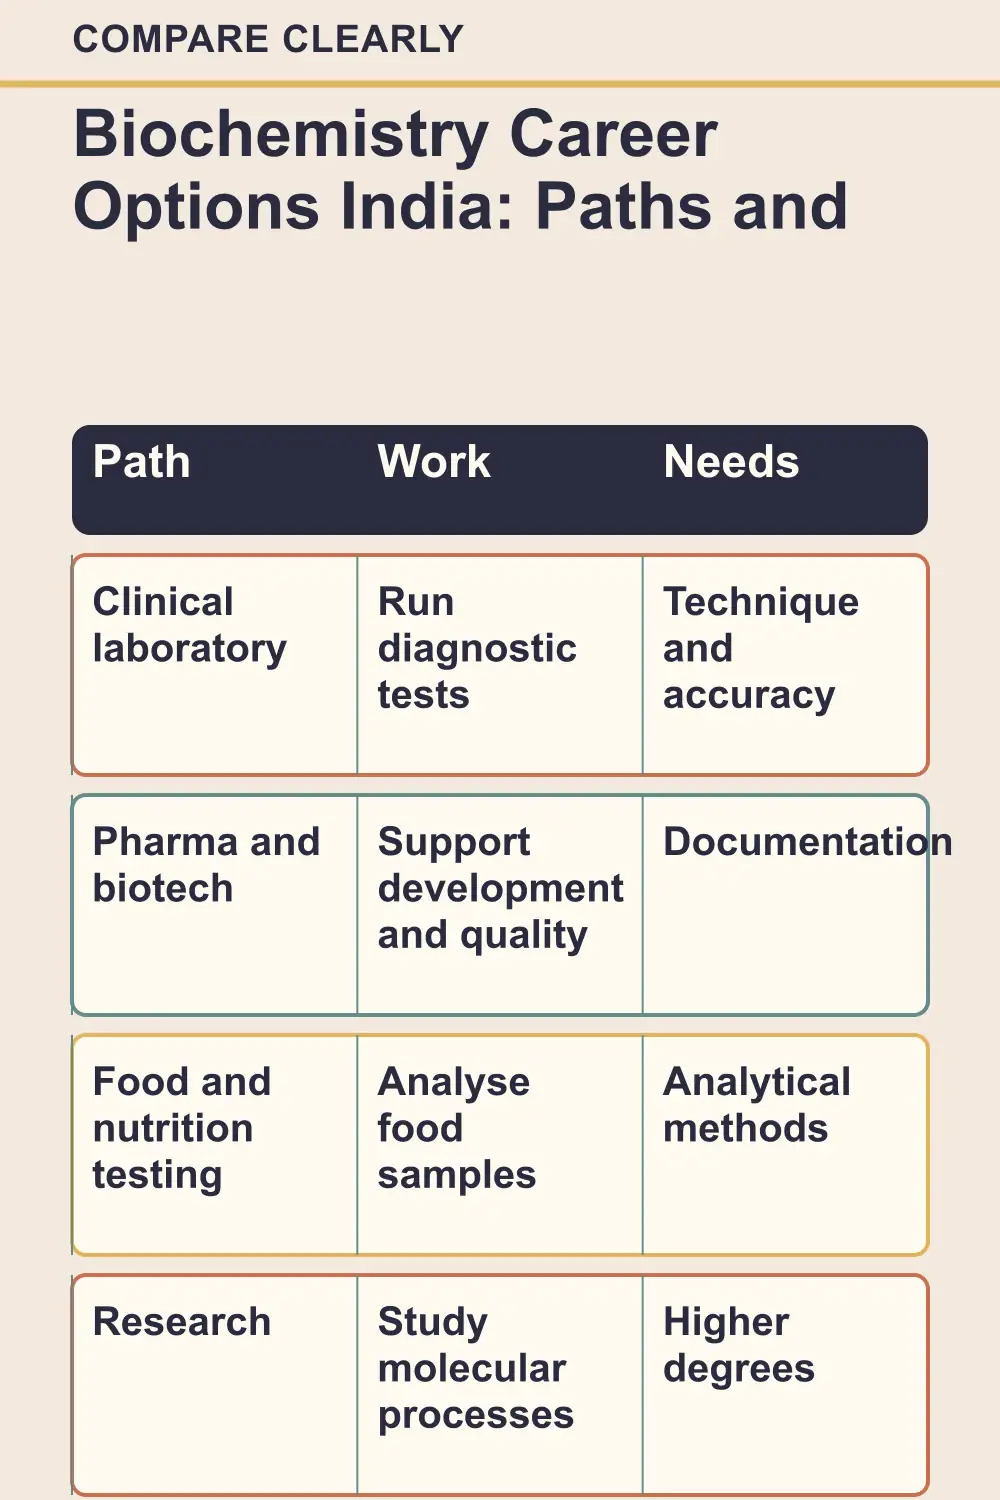 COMPARE CLEARLY
Biochemistry Career
Options India: Paths and
Path
Work
Needs
Clinical
laboratory
Run
diagnostic
tests
Technique
and
accuracy
Pharma and
biotech
Support
development
and quality
Documentation
Food and
nutrition
testing
Analyse
food
samples
Analytical
methods
Research
Study
molecular
processes
Higher
degrees